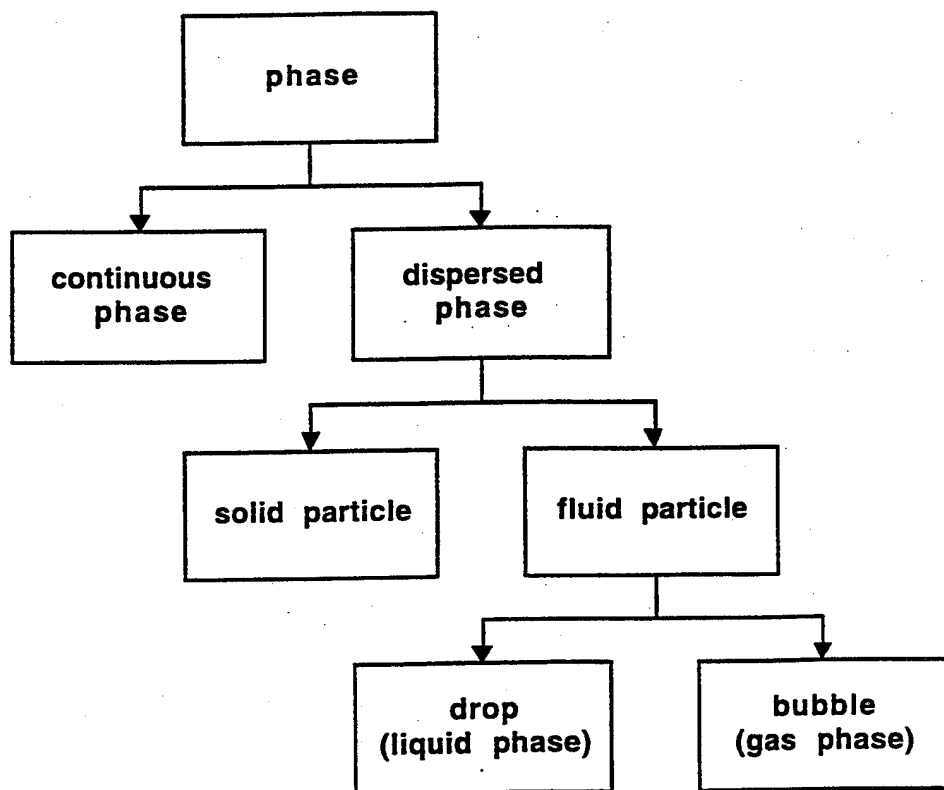 phase
continuous
phase
dispersed
phase
solid particle
fluid particle
drop
(liquid phase)
bubble
(gas phase)